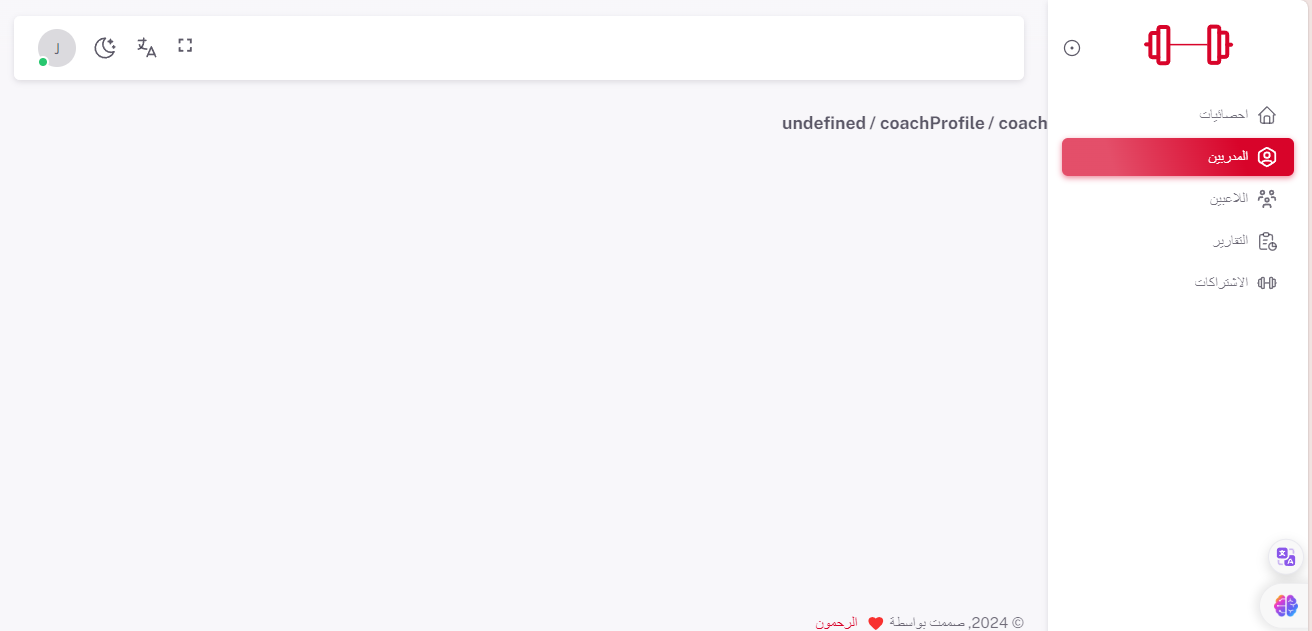 ل
undefined / coachProfile / coach
احصائيات
المدربين
اللاعبين
التقارير
الاشتراكات
© 2024, صممت بواسطة ❤ الرحمون